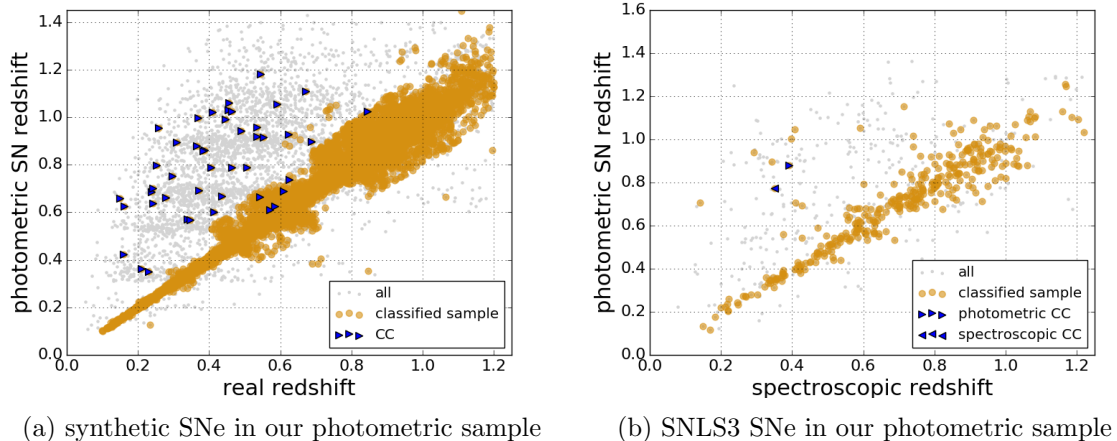 1.4
1.2
1.0
0.8
0.6
0.4
0.2
0.0
photometric SN redshift
0.0 0.2 0.4 0.6 0.8 1.0 1.2
real redshift
all
classified sample
CC
(a) synthetic SNe in our photometric sample
1.6
1.4
1.2
1.0
0.8
0.6
0.4
0.2
0.0
photometric SN redshift
0.0 0.2 0.4 0.6 0.8 1.0 1.2
spectroscopic redshift
all
classified sample
photometric CC
spectroscopic CC
(b) SNLS3 SNe in our photometric sample